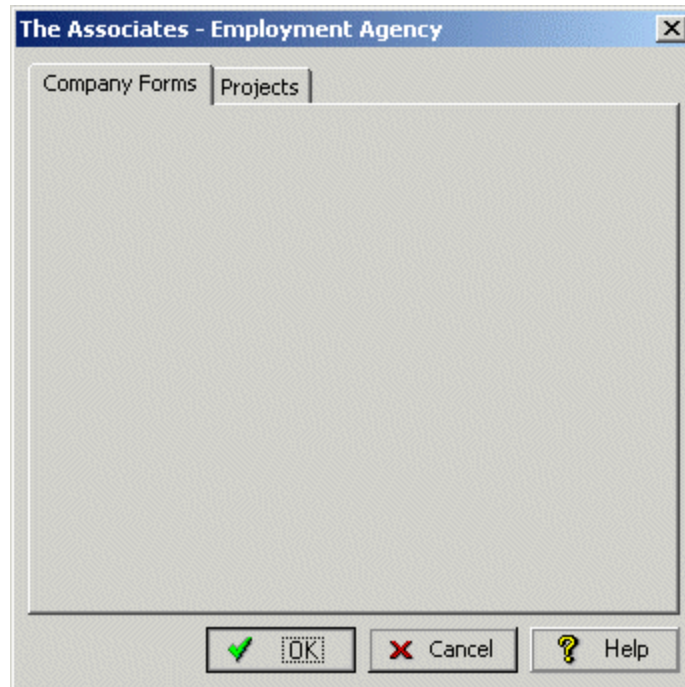 The Associates - Employment Agency
Company Forms Projects
OK Cancel Help